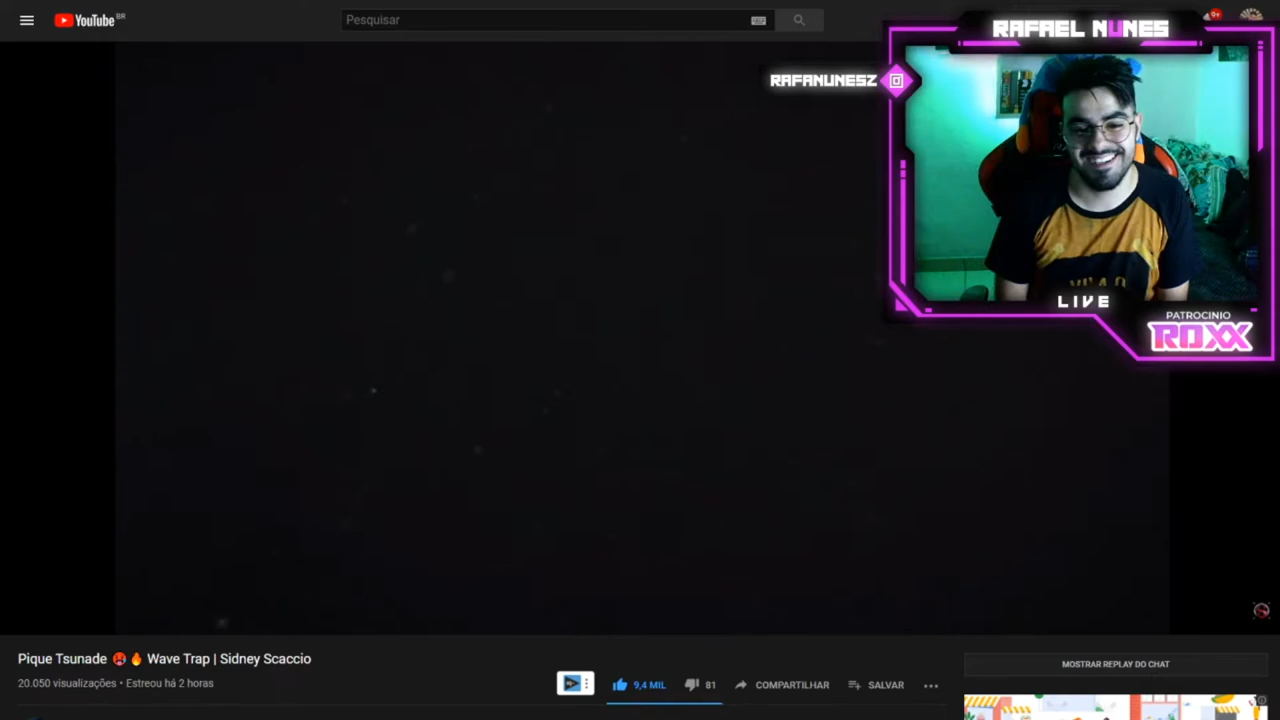 YouTube BR
Pesquisar
9+
RAFAEL NUNES
RAFANUNESZ
LIVE
PATROCINIO
ROXX
Pique Tsunade 🥵🔥 Wave Trap | Sidney Scaccio
20.050 visualizações • Estreou há 2 horas
9,4 MIL
81
COMPARTILHAR
SALVAR
MOSTRAR REPLAY DO CHAT